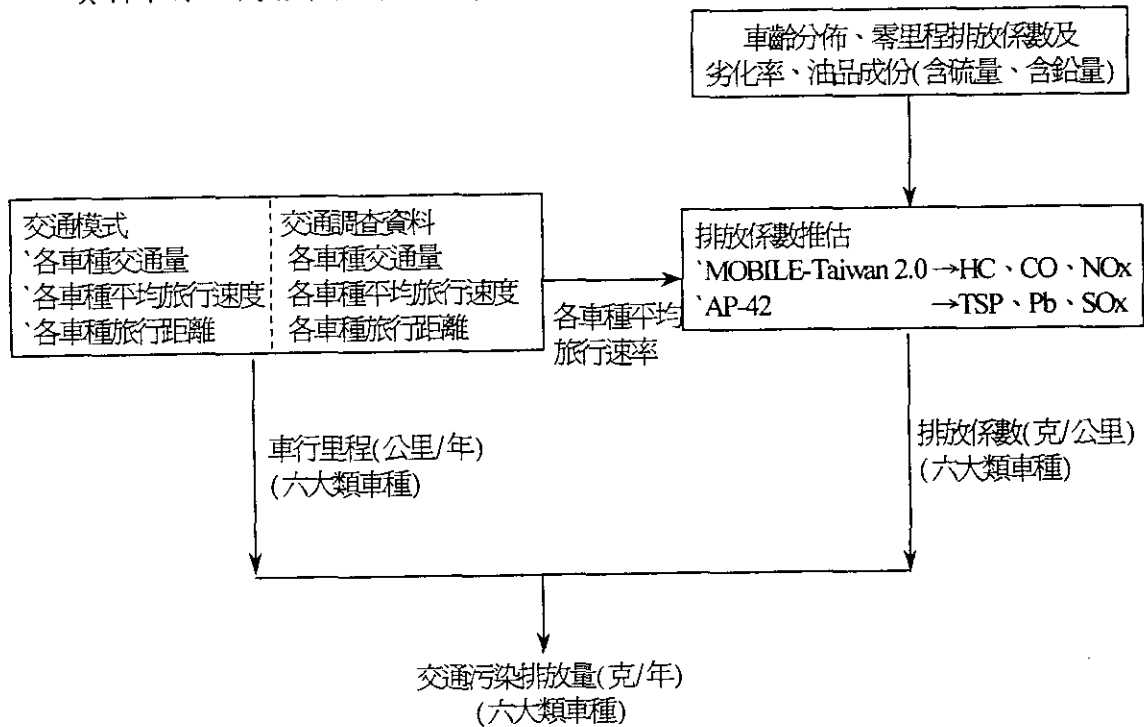 車齡分佈、零里程排放係數及
劣化率、油品成份(含硫量、含鉛量)
交通模式
`各車種交通量
`各車種平均旅行速度
`各車種旅行距離
交通調查資料
各車種交通量
各車種平均旅行速度
各車種旅行距離
各車種平均
旅行速率
排放係數推估
`MOBILE-Taiwan 2.0→HC、CO、NOx
`AP-42 →TSP、Pb、SOx
車行里程(公里/年)
(六大類車種)
排放係數(克/公里)
(六大類車種)
交通污染排放量(克/年)
(六大類車種)